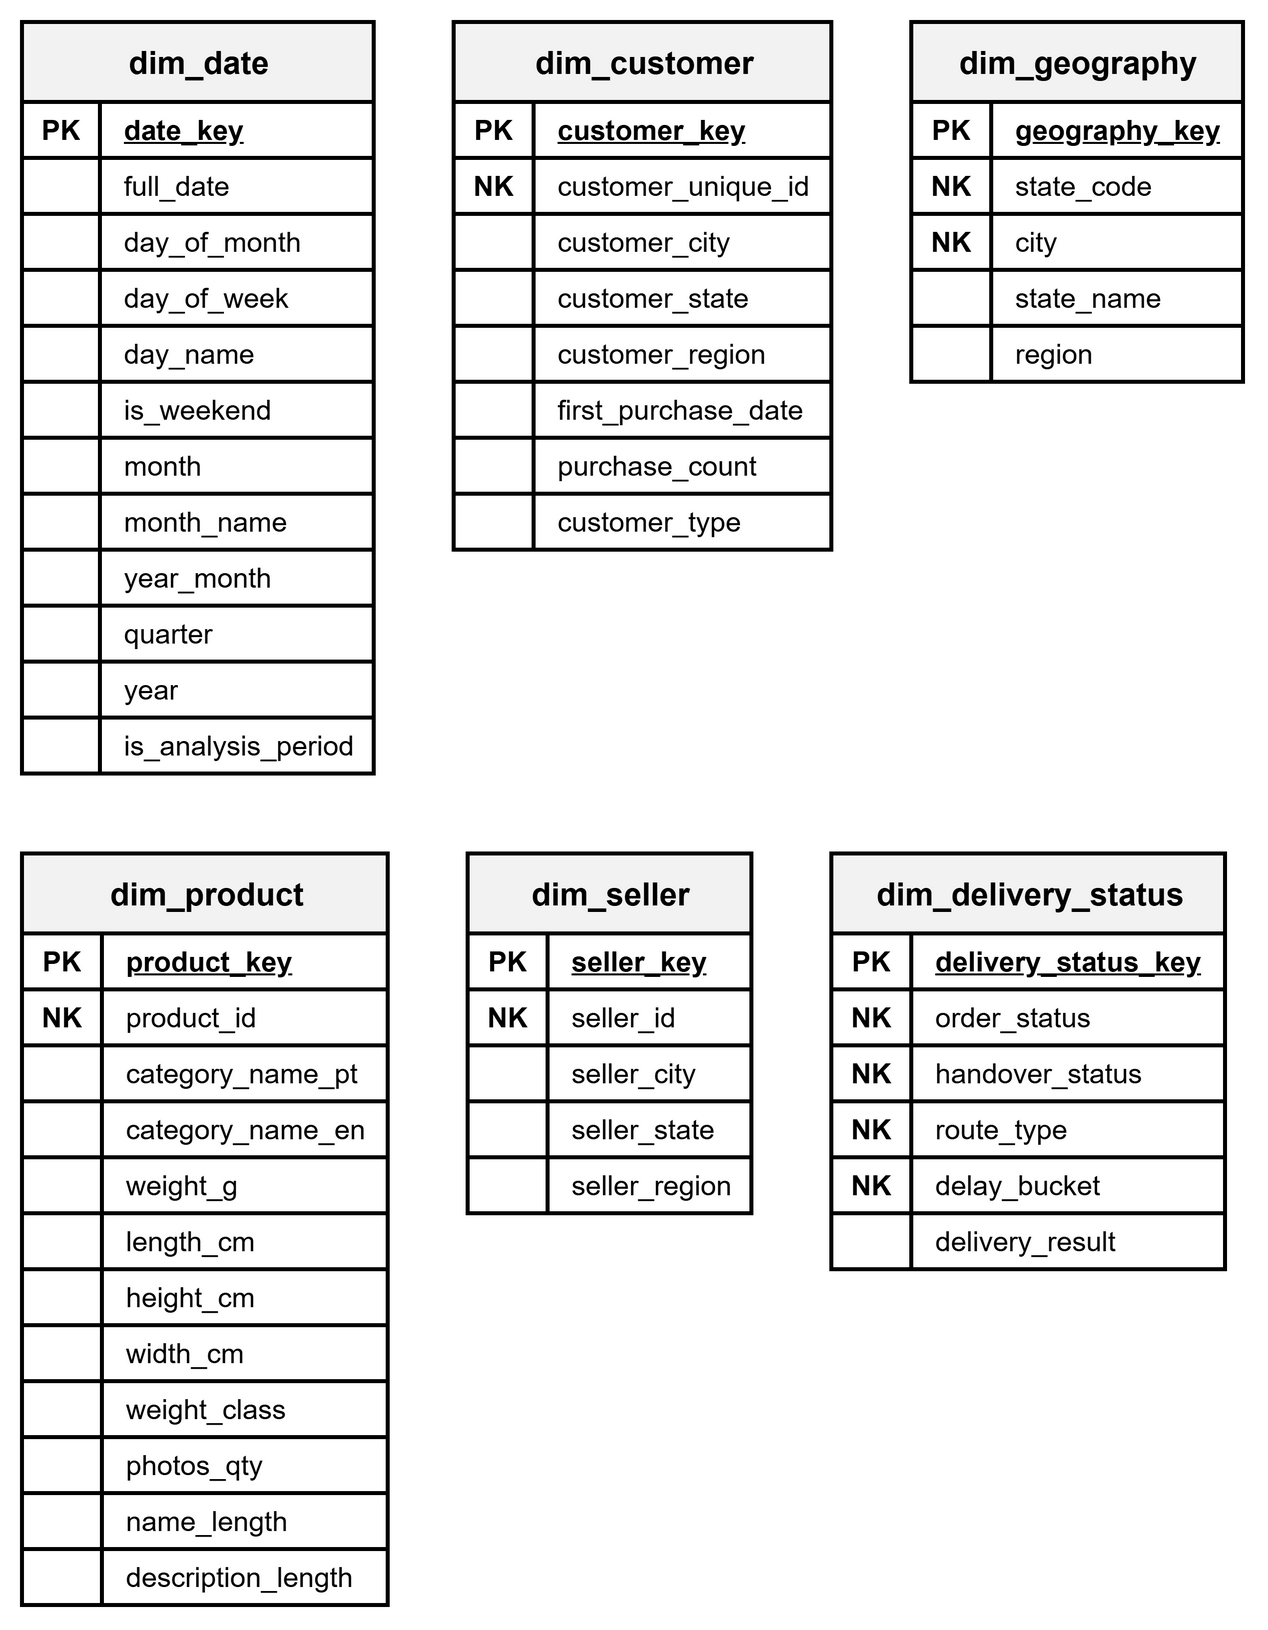 dim_date
PK date_key
full_date
day_of_month
day_of_week
day_name
is_weekend
month
month_name
year_month
quarter
year
is_analysis_period
dim_customer
PK customer_key
NK customer_unique_id
customer_city
customer_state
customer_region
first_purchase_date
purchase_count
customer_type
dim_geography
PK geography_key
NK state_code
NK city
state_name
region
dim_product
PK product_key
NK product_id
category_name_pt
category_name_en
weight_g
length_cm
height_cm
width_cm
weight_class
photos_qty
name_length
description_length
dim_seller
PK seller_key
NK seller_id
seller_city
seller_state
seller_region
dim_delivery_status
PK delivery_status_key
NK order_status
NK handover_status
NK route_type
NK delay_bucket
delivery_result